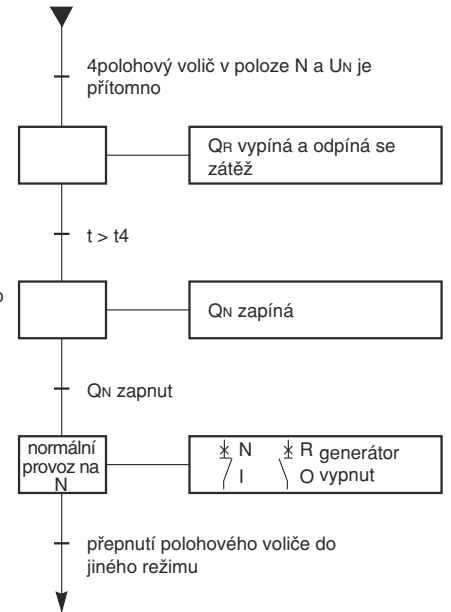 4polohový volič v poloze N a UN je
přítomno
QR vypíná a odpíná se
zátěž
t > t4
o
QN zapíná
QN zapnut
normální
provoz na
N
N R generátor
I O vypnut
přepnutí polohového voliče do
jiného režimu